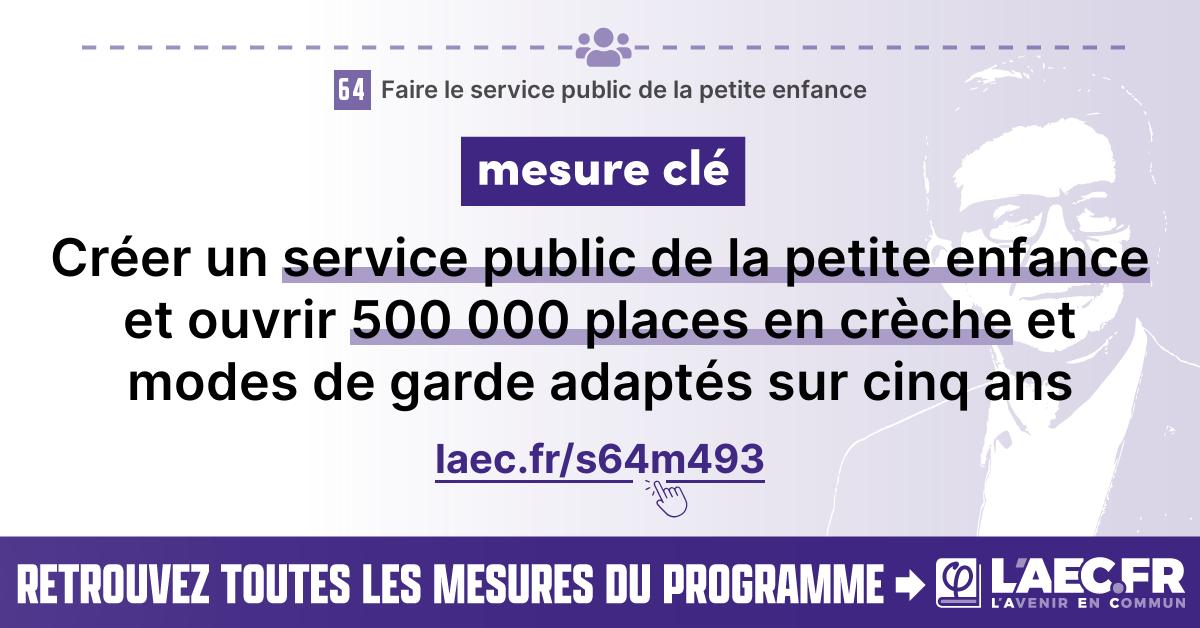 64 Faire le service public de la petite enfance
mesure clé
Créer un service public de la petite enfance
et ouvrir 500 000 places en crèche et
modes de garde adaptés sur cinq ans
laec.fr/s64m493
RETROUVEZ TOUTES LES MESURES DU PROGRAMME
φ L'AEC.FR
L'AVENIR EN COMMUN